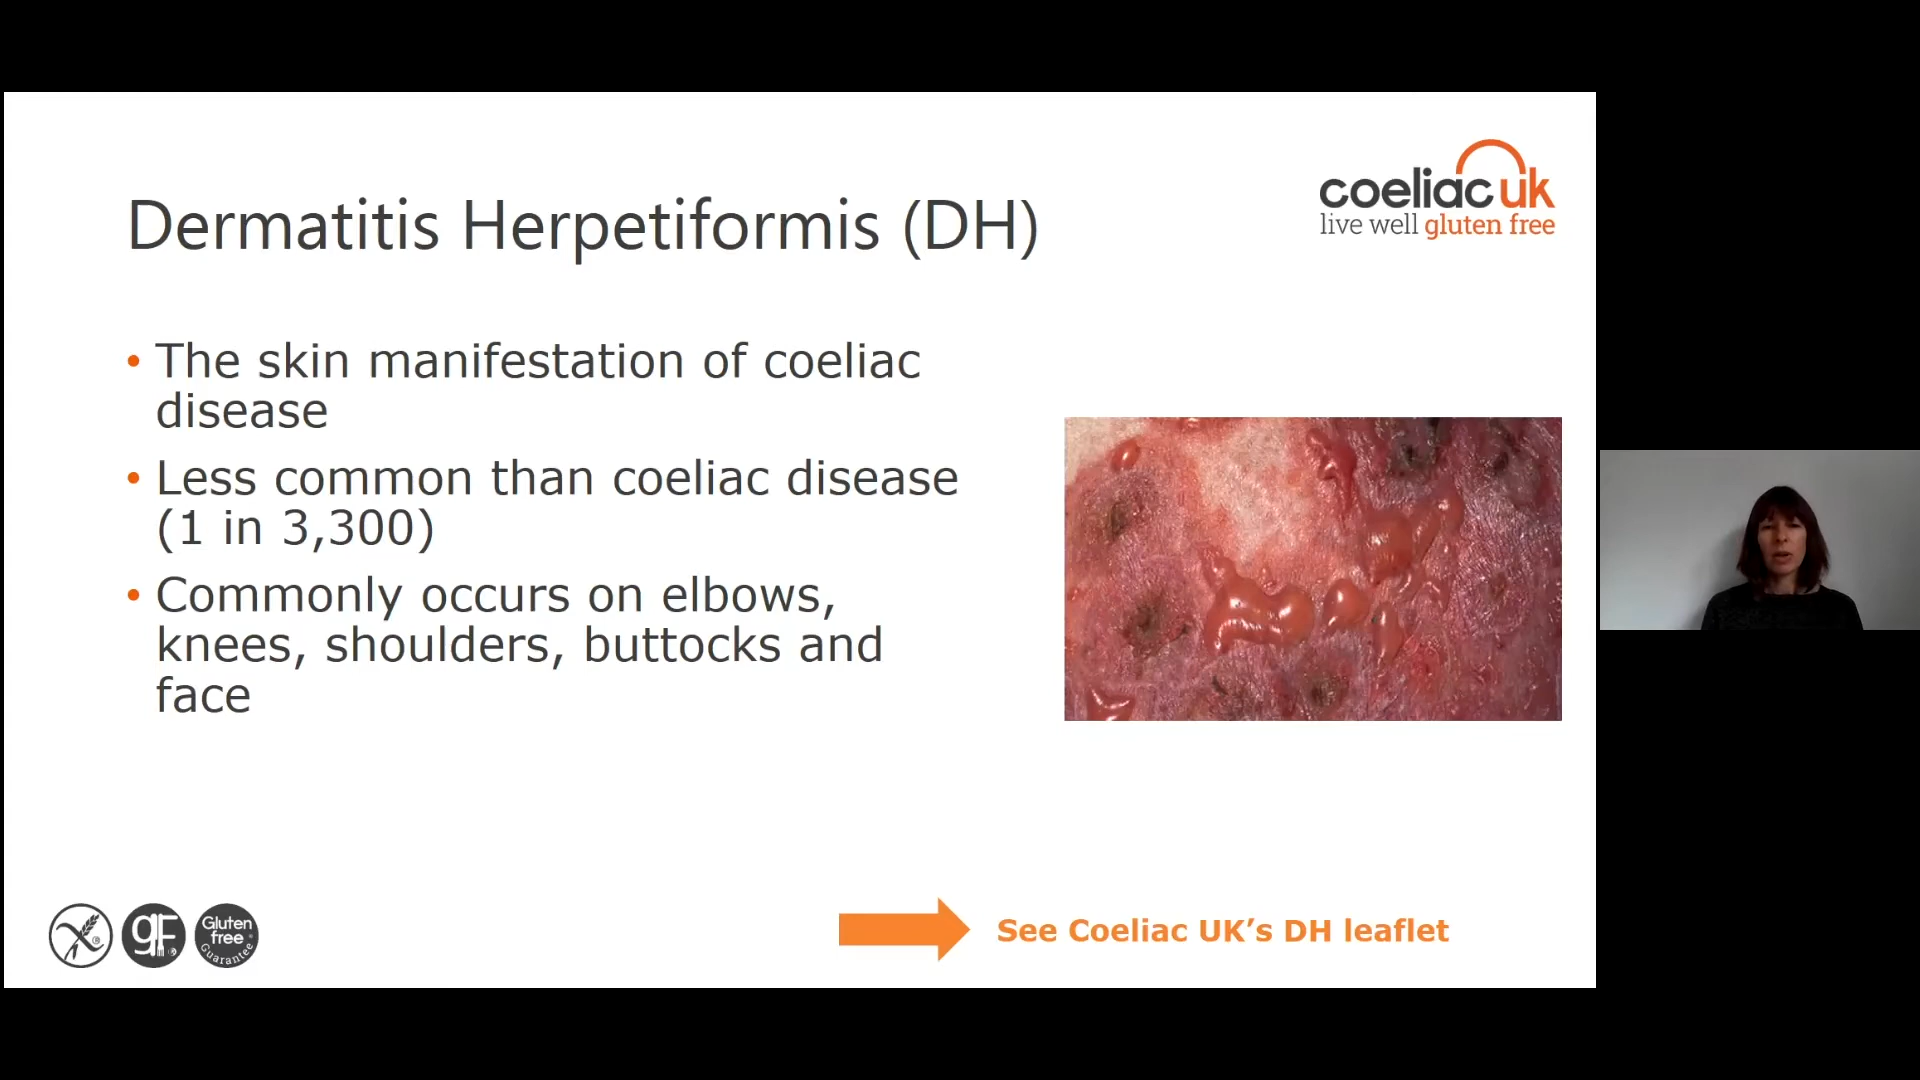 coeliac uk
live well gluten free
Dermatitis Herpetiformis (DH)
• The skin manifestation of coeliac
disease
• Less common than coeliac disease
(1 in 3,300)
• Commonly occurs on elbows,
knees, shoulders, buttocks and
face
gF
Gluten
free
Guarantee
See Coeliac UK’s DH leaflet